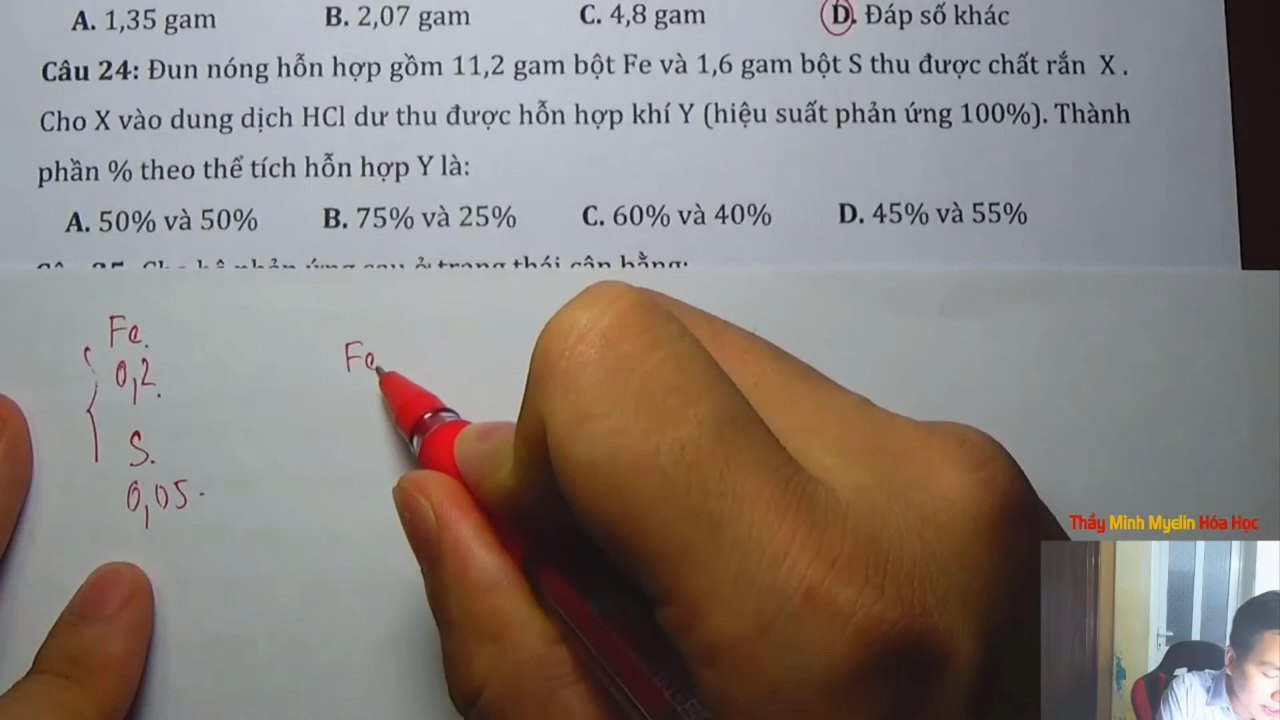 A. 1,35 gam B. 2,07 gam C. 4,8 gam D. Đáp số khác
Câu 24: Đun nóng hỗn hợp gồm 11,2 gam bột Fe và 1,6 gam bột S thu được chất rắn X.
Cho X vào dung dịch HCl dư thu được hỗn hợp khí Y (hiệu suất phản ứng 100%). Thành
phần % theo thể tích hỗn hợp Y là:
A. 50% và 50% B. 75% và 25% C. 60% và 40% D. 45% và 55%
Fe.
0,2.
S.
0,05.
Fe
Thầy Minh Myelin Hóa Học